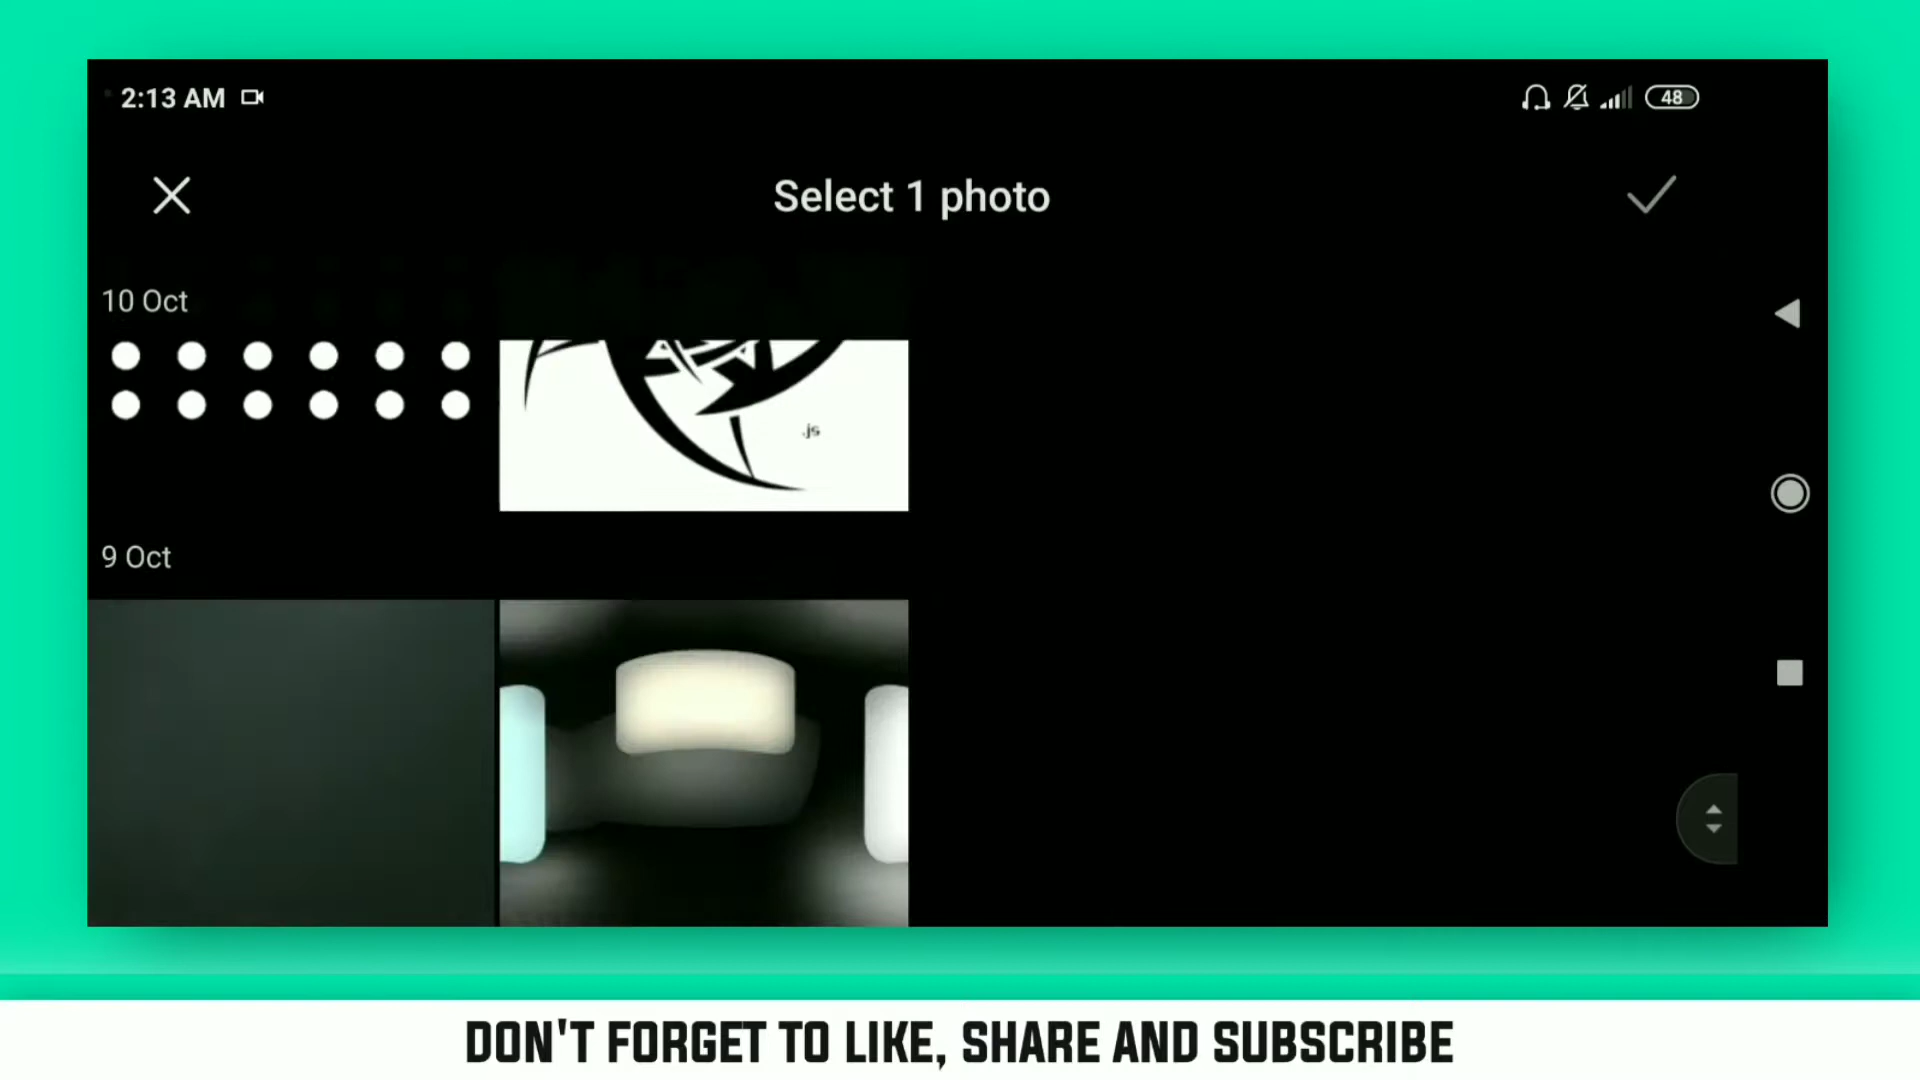 2:13 AM
48
Select 1 photo
10 Oct
.js
9 Oct
DON'T FORGET TO LIKE, SHARE AND SUBSCRIBE